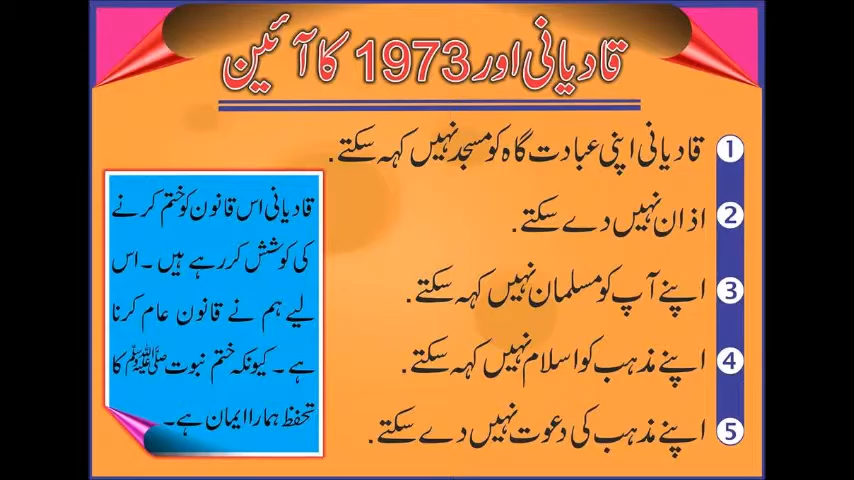 قادیانی اور 1973 کا آئین
1 قادیانی اپنی عبادت گاہ کو مسجد نہیں کہہ سکتے.
2 اذان نہیں دے سکتے.
3 اپنے آپ کو مسلمان نہیں کہہ سکتے.
4 اپنے مذہب کو اسلام نہیں کہہ سکتے.
5 اپنے مذہب کی دعوت نہیں دے سکتے.
قادیانی اس قانون کو ختم کرنے
کی کوشش کر رہے ہیں ۔ اس
لیے ہم نے قانون عام کرنا
ہے ۔ کیونکہ ختم نبوت ﷺ کا
تحفظ ہمارا ایمان ہے ۔